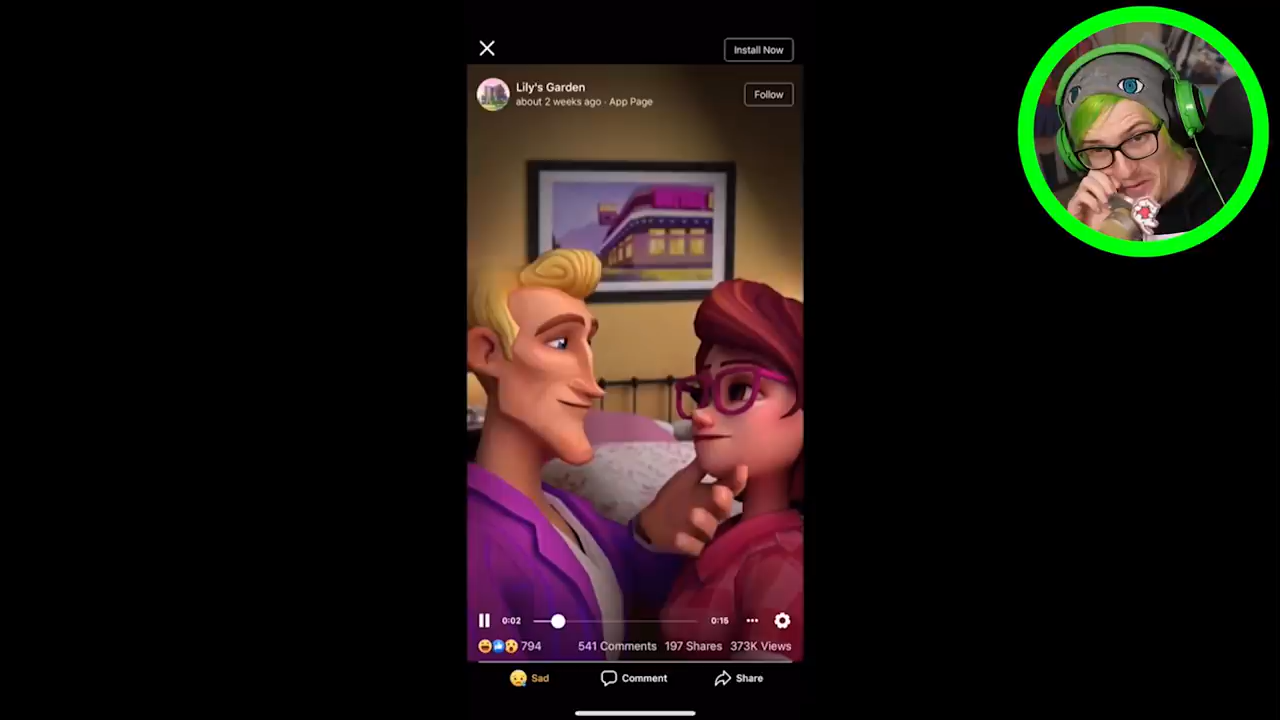 Install Now
Lily's Garden
about 2 weeks ago · App Page
Follow
0:02
0:15
794
541 Comments 197 Shares 373K Views
Sad
Comment
Share